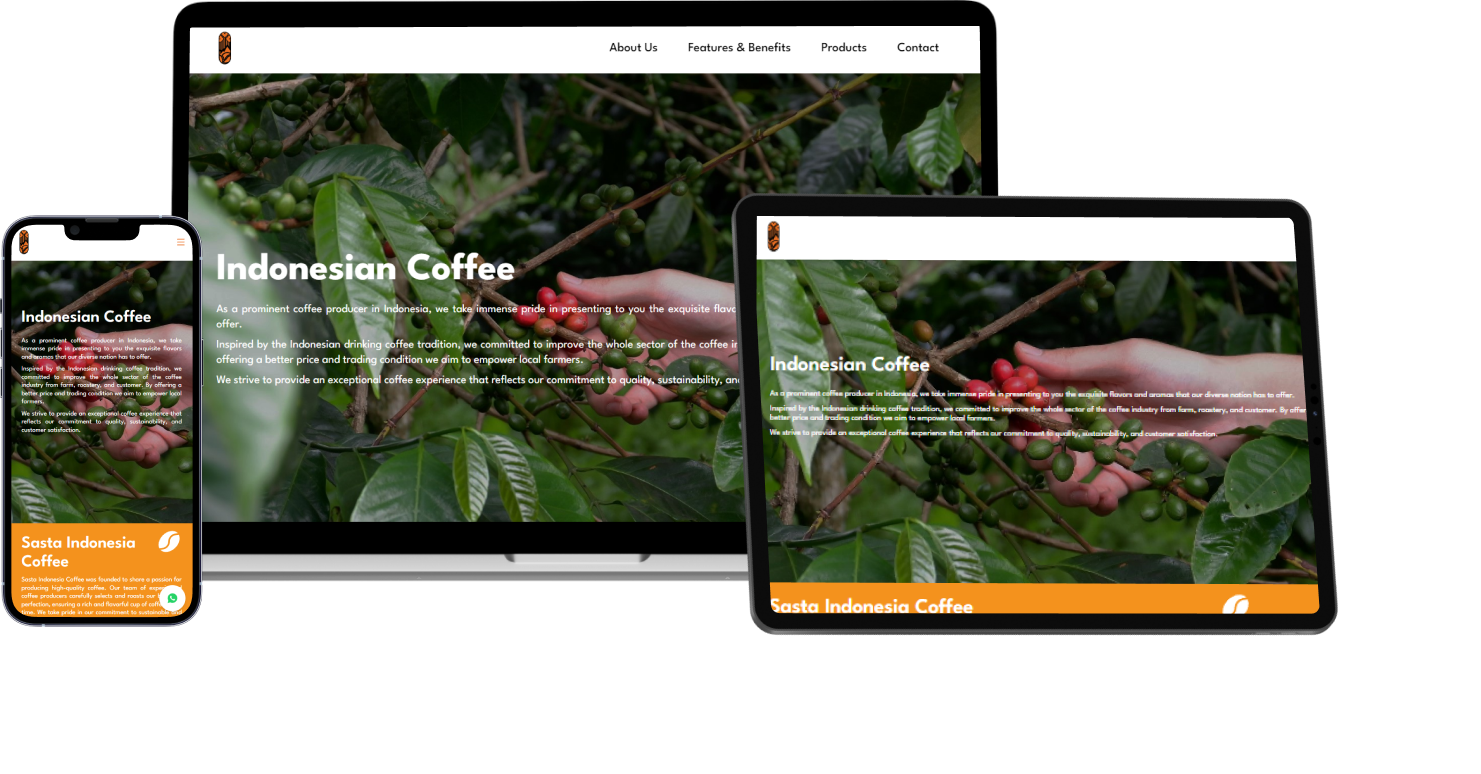 About Us Features & Benefits Products Contact
Indonesian Coffee
As a prominent coffee producer in Indonesia, we take immense pride in presenting to you the exquisite
offer.
Inspired by the Indonesian drinking coffee tradition, we committed to improve the whole sector of the coffee
offering a better price and trading condition we aim to empower local farmers.
We strive to provide an exceptional coffee experience that reflects our commitment to quality, sustainability,
Indonesian Coffee
As a prominent coffee producer in Indonesia, we take
immense pride in presenting to you the exquisite flavors
and aromas that our diverse nation has to offer.
Inspired by the Indonesian drinking coffee tradition, we
committed to improve the whole sector of the coffee
industry from farm, roastery, and customer. By offering a
better price and trading condition we aim to empower local
farmers.
We strive to provide an exceptional coffee experience that
reflects our commitment to quality, sustainability, and
customer satisfaction.
Sasta Indonesia
Coffee
Sasta Indonesia Coffee was founded to share a passion for
producing high-quality coffee. Our team of
coffee producers carefully selects and roasts our
perfection, ensuring a rich and flavorful cup of
time. We take pride in our commitment to sustainable
Indonesian Coffee
As a prominent coffee producer in Indonesia, we take immense pride in presenting to you the exquisite flavors and aromas that our diverse nation has to offer.
Inspired by the Indonesian drinking coffee tradition, we committed to improve the whole sector of the coffee industry from farm, roastery, and customer. By offer
better price and trading condition we aim to empower local farmers.
We strive to provide an exceptional coffee experience that reflects our commitment to quality, sustainability, and customer satisfaction.
Sasta Indonesia Coffee